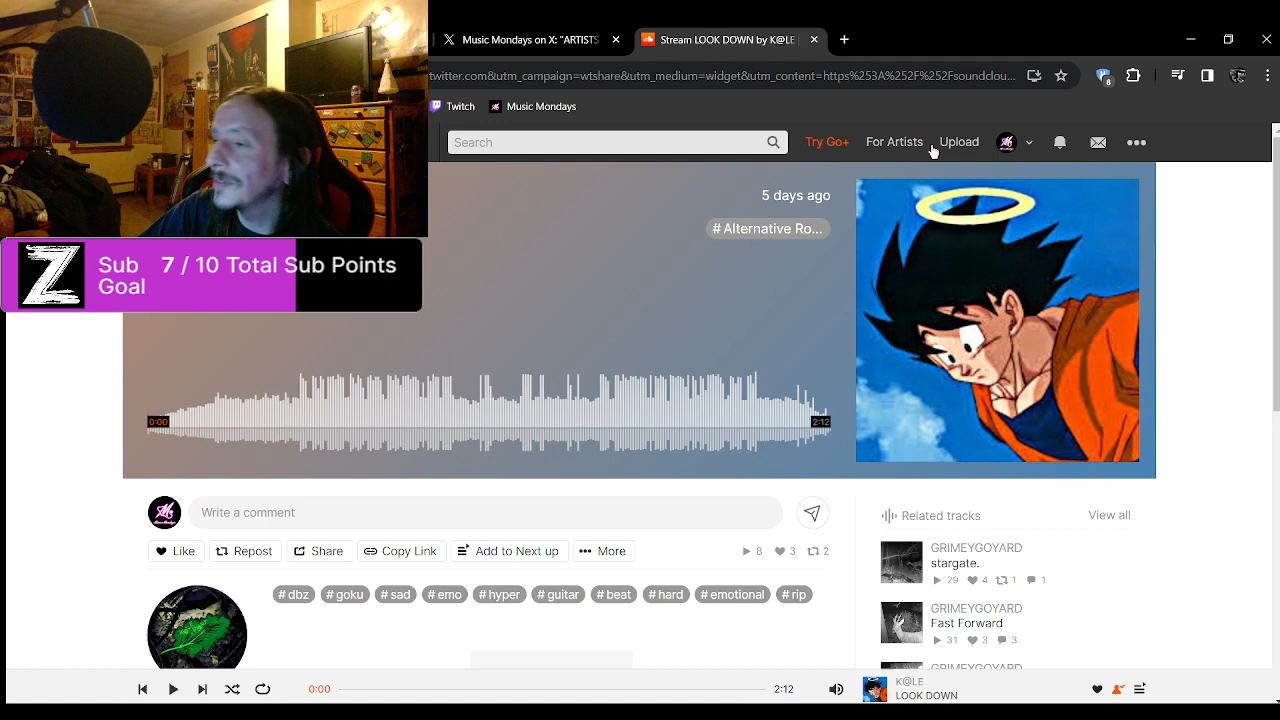 Music Mondays on X: "ARTISTS
Stream LOOK DOWN by K@LE
twitter.com&utm_campaign=wtshare&utm_medium=widget&utm_content=https%253A%252F%252Fsoundclou...
8
Twitch
Music Mondays
Search
Try Go+
For Artists
Upload
5 days ago
# Alternative Ro...
Z
Sub Goal
7 / 10 Total Sub Points
0:00
2:12
Write a comment
Like
Repost
Share
Copy Link
Add to Next up
More
8
3
2
# dbz
# goku
# sad
# emo
# hyper
# guitar
# beat
# hard
# emotional
# rip
Related tracks
View all
GRIMEYGOYARD
stargate.
29 4 1 1
GRIMEYGOYARD
Fast Forward
31 3 3
GRIMEYGOYARD
0:00
2:12
K@LE
LOOK DOWN